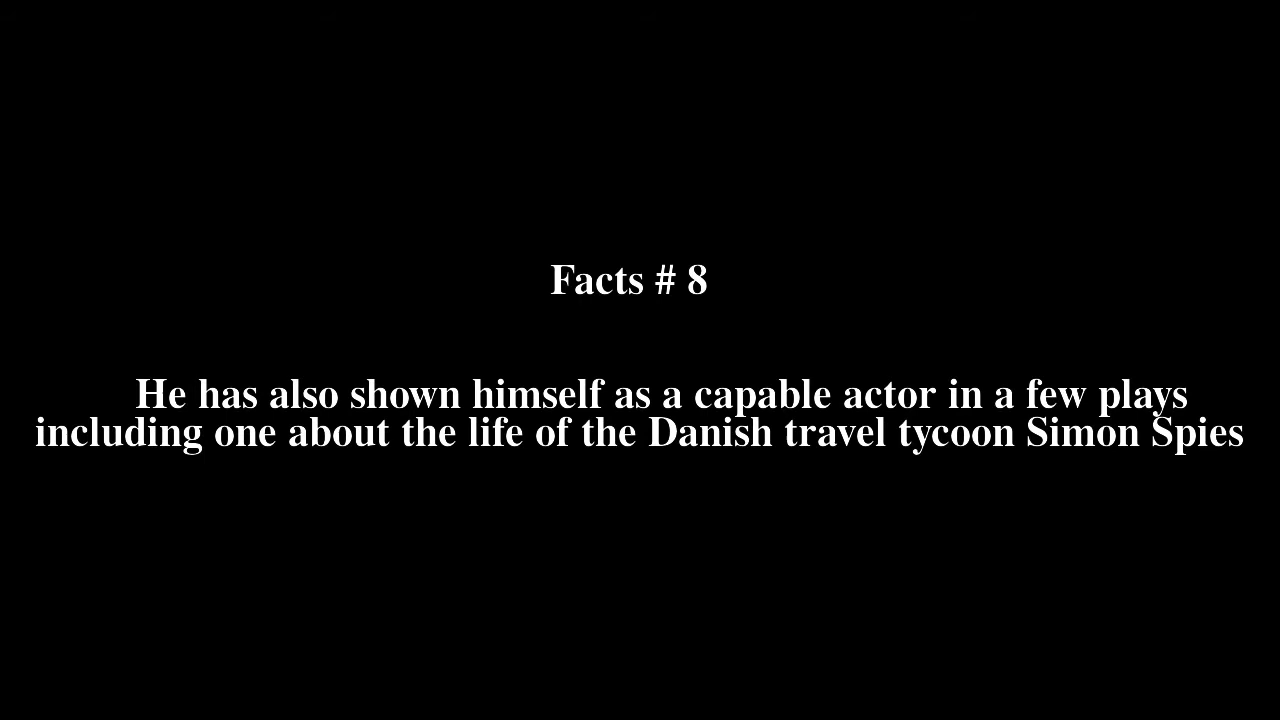 Facts # 8
He has also shown himself as a capable actor in a few plays
including one about the life of the Danish travel tycoon Simon Spies